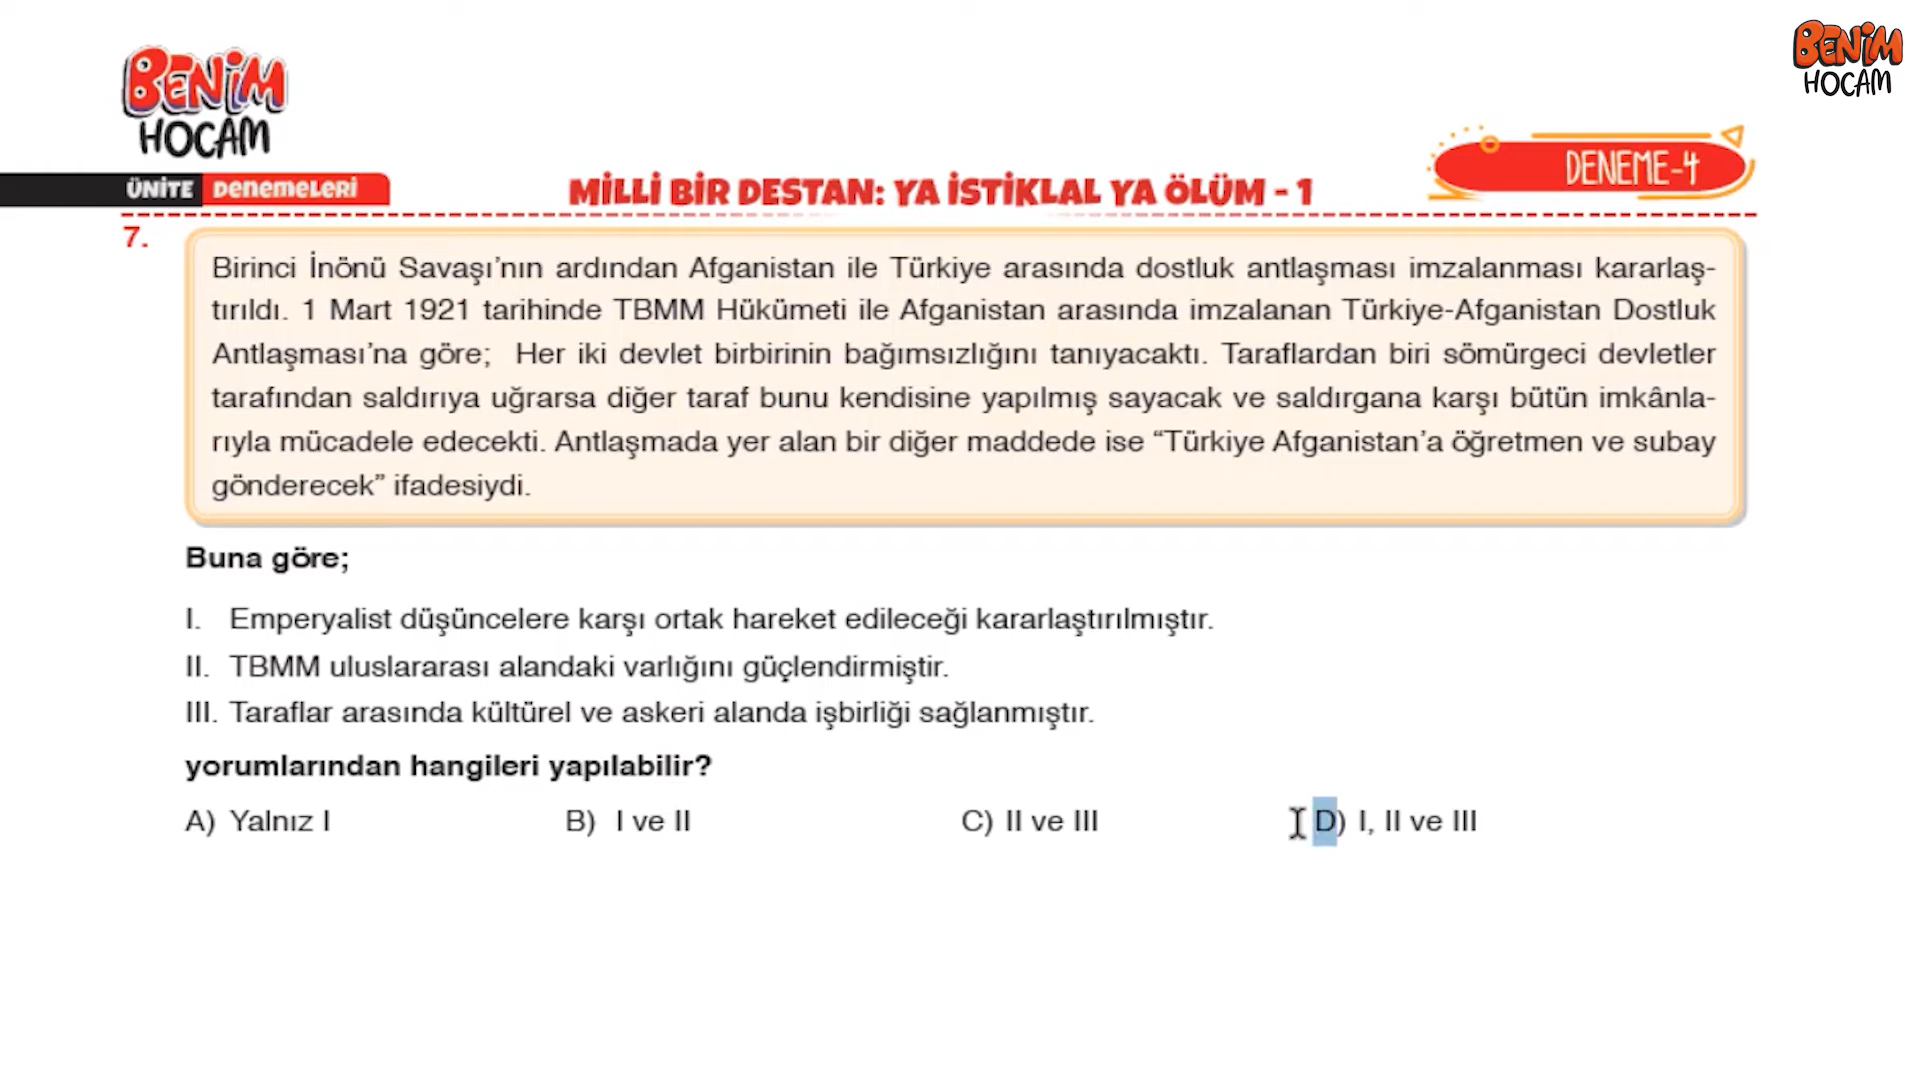 BENİM
HOCAM
BENİM
HOCAM
DENEME-4
ÜNİTE DENEMELERİ
MİLLİ BİR DESTAN: YA İSTİKLAL YA ÖLÜM - 1
7.
Birinci İnönü Savaşı’nın ardından Afganistan ile Türkiye arasında dostluk antlaşması imzalanması kararlaş-
tırıldı. 1 Mart 1921 tarihinde TBMM Hükümeti ile Afganistan arasında imzalanan Türkiye-Afganistan Dostluk
Antlaşması’na göre; Her iki devlet birbirinin bağımsızlığını tanıyacaktı. Taraflardan biri sömürgeci devletler
tarafından saldırıya uğrarsa diğer taraf bunu kendisine yapılmış sayacak ve saldırgana karşı bütün imkânla-
rıyla mücadele edecekti. Antlaşmada yer alan bir diğer maddede ise “Türkiye Afganistan’a öğretmen ve subay
gönderecek” ifadesiydi.
Buna göre;
I. Emperyalist düşüncelere karşı ortak hareket edileceği kararlaştırılmıştır.
II. TBMM uluslararası alandaki varlığını güçlendirmiştir.
III. Taraflar arasında kültürel ve askeri alanda işbirliği sağlanmıştır.
yorumlarından hangileri yapılabilir?
A) Yalnız I B) I ve II C) II ve III D) I, II ve III